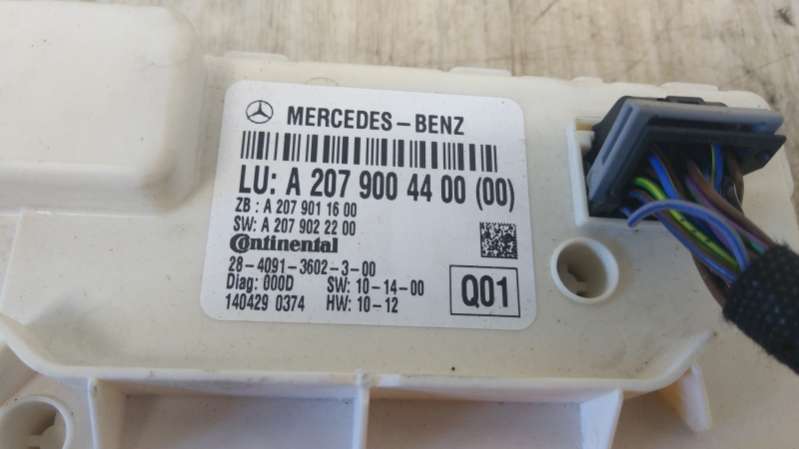 MERCEDES-BENZ
LU: A 207 900 44 00 (00)
ZB : A 207 901 16 00
SW: A 207 902 22 00
Continental
28-4091-3602-3-00
Diag: 000D SW: 10-14-00
140429 0374 HW: 10-12
Q01